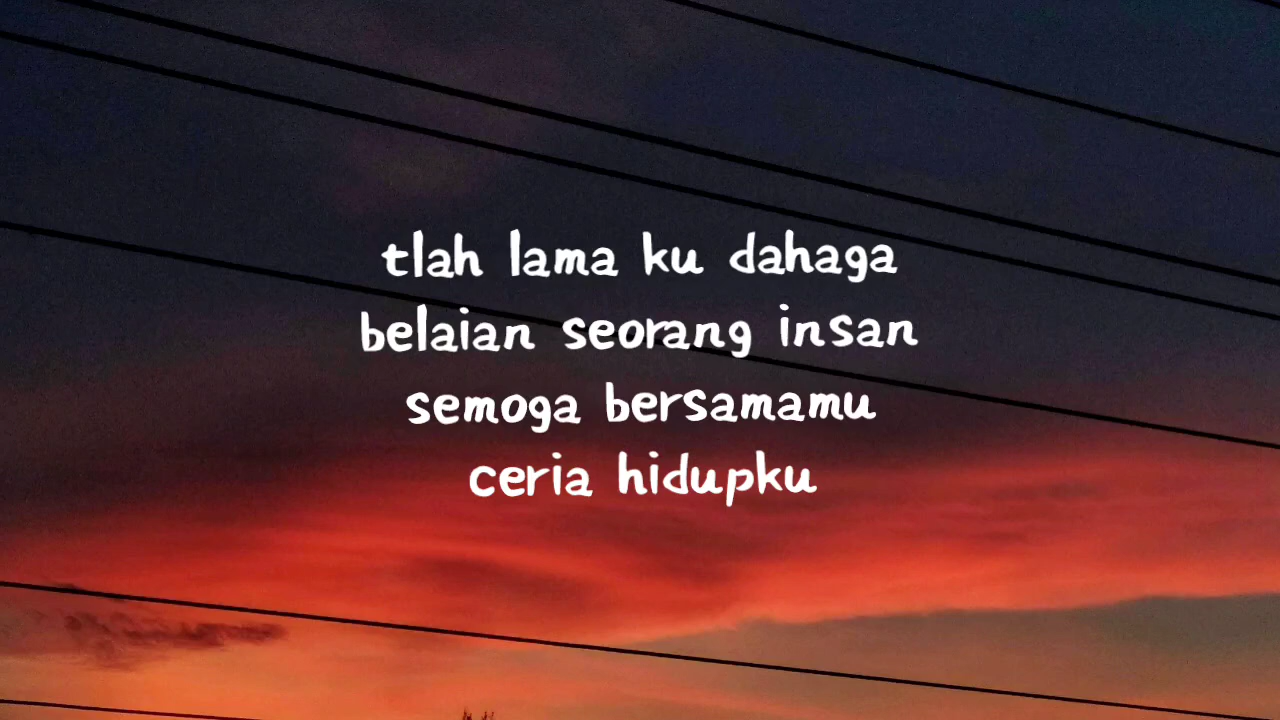 tlah lama ku dahaga
belaian seorang insan
semoga bersamamu
ceria hidupku